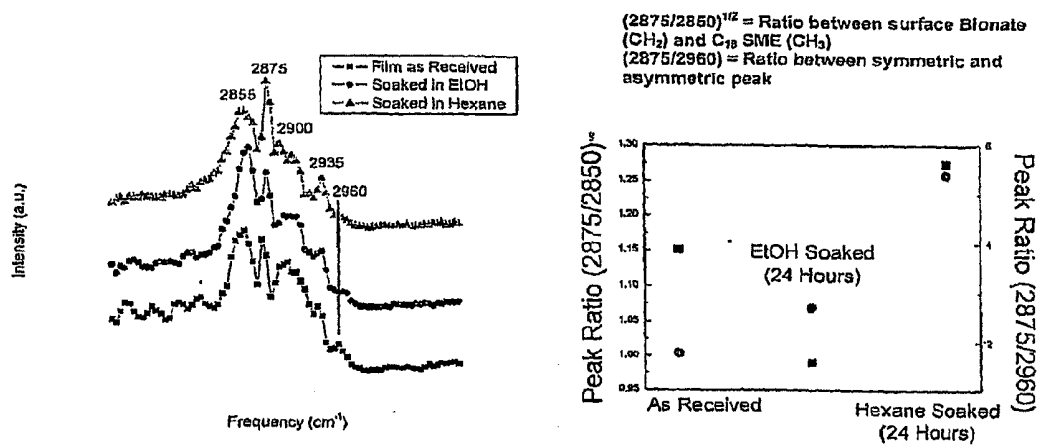 (2875/2850)^1/2 = Ratio between surface Bionate
(CH₂) and C₁₈ SME (CH₃)
(2875/2960) = Ratio between symmetric and
asymmetric peak
Film as Received
Soaked in EtOH
Soaked in Hexane
2855
2875
2900
2935
2960
Intensity (a.u.)
Frequency (cm⁻¹)
Peak Ratio (2875/2850)
1.30
1.25
1.20
1.15
1.10
1.05
1.00
0.95
EtOH Soaked
(24 Hours)
6
4
2
Peak Ratio (2875/2960)
As Received
Hexane Soaked
(24 Hours)